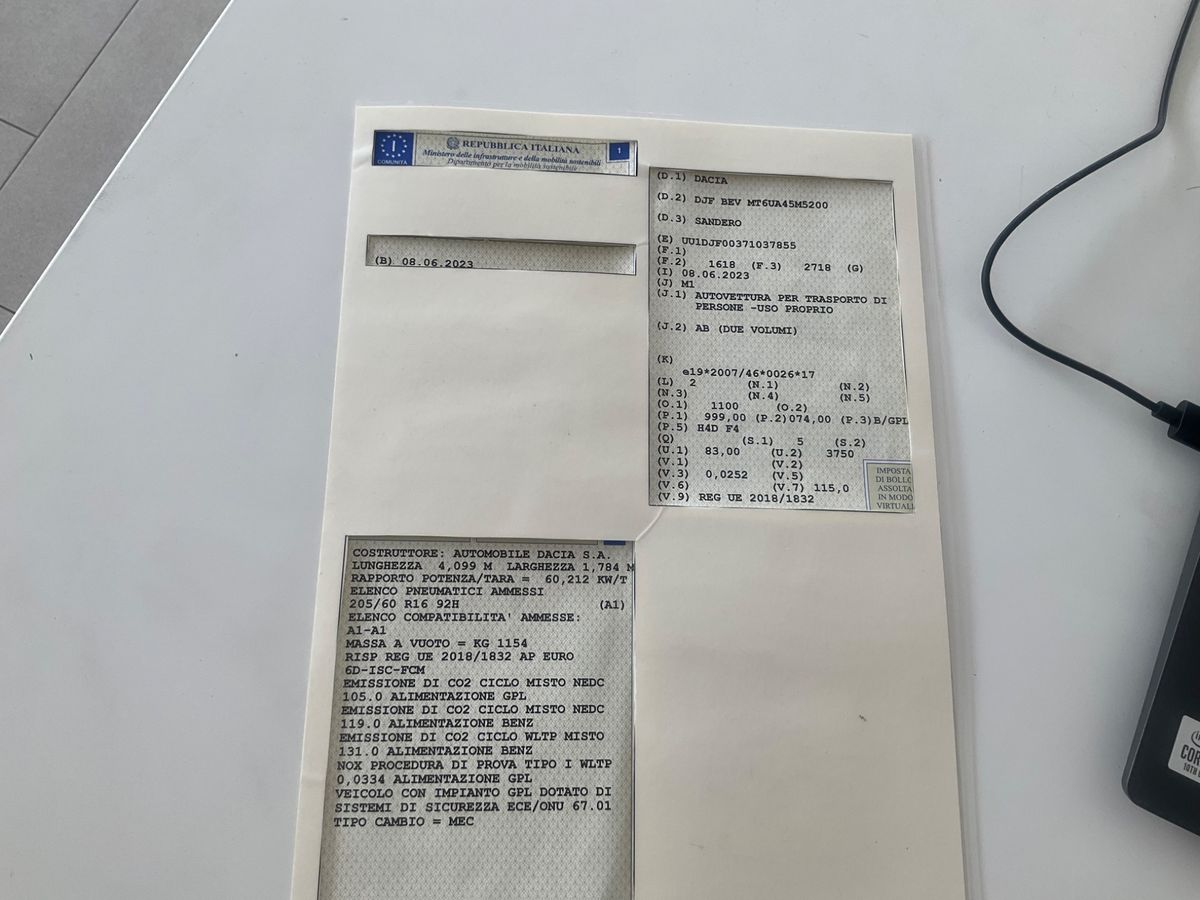 I
COMUNITÀ
REPUBBLICA ITALIANA
Ministero delle infrastrutture e della mobilità sostenibili
Dipartimento per la mobilità sostenibile
1
(B) 08.06.2023
(D.1) DACIA
(D.2) DJF BEV MT6UA45M5200
(D.3) SANDERO
(E) UU1DJF00371037855
(F.1)
(F.2) 1618 (F.3) 2718 (G)
(I) 08.06.2023
(J) M1
(J.1) AUTOVETTURA PER TRASPORTO DI
PERSONE -USO PROPRIO
(J.2) AB (DUE VOLUMI)
(K)
e19*2007/46*0026*17
(L) 2 (N.1) (N.2)
(N.3) (N.4) (N.5)
(O.1) 1100 (O.2)
(P.1) 999,00 (P.2)074,00 (P.3)B/GPL
(P.5) H4D F4
(Q) (S.1) 5 (S.2)
(U.1) 83,00 (U.2) 3750
(V.1) (V.2)
(V.3) 0,0252 (V.5)
(V.6) (V.7) 115,0
(V.9) REG UE 2018/1832
IMPOSTA
DI BOLLO
ASSOLTA
IN MODO
VIRTUAL
COSTRUTTORE: AUTOMOBILE DACIA S.A.
LUNGHEZZA 4,099 M LARGHEZZA 1,784 M
RAPPORTO POTENZA/TARA = 60,212 KW/T
ELENCO PNEUMATICI AMMESSI
205/60 R16 92H (A1)
ELENCO COMPATIBILITA' AMMESSE:
A1-A1
MASSA A VUOTO = KG 1154
RISP REG UE 2018/1832 AP EURO
6D-ISC-FCM
EMISSIONE DI CO2 CICLO MISTO NEDC
105.0 ALIMENTAZIONE GPL
EMISSIONE DI CO2 CICLO MISTO NEDC
119.0 ALIMENTAZIONE BENZ
EMISSIONE DI CO2 CICLO WLTP MISTO
131.0 ALIMENTAZIONE BENZ
NOX PROCEDURA DI PROVA TIPO I WLTP
0,0334 ALIMENTAZIONE GPL
VEICOLO CON IMPIANTO GPL DOTATO DI
SISTEMI DI SICUREZZA ECE/ONU 67.01
TIPO CAMBIO = MEC
COR
10TH